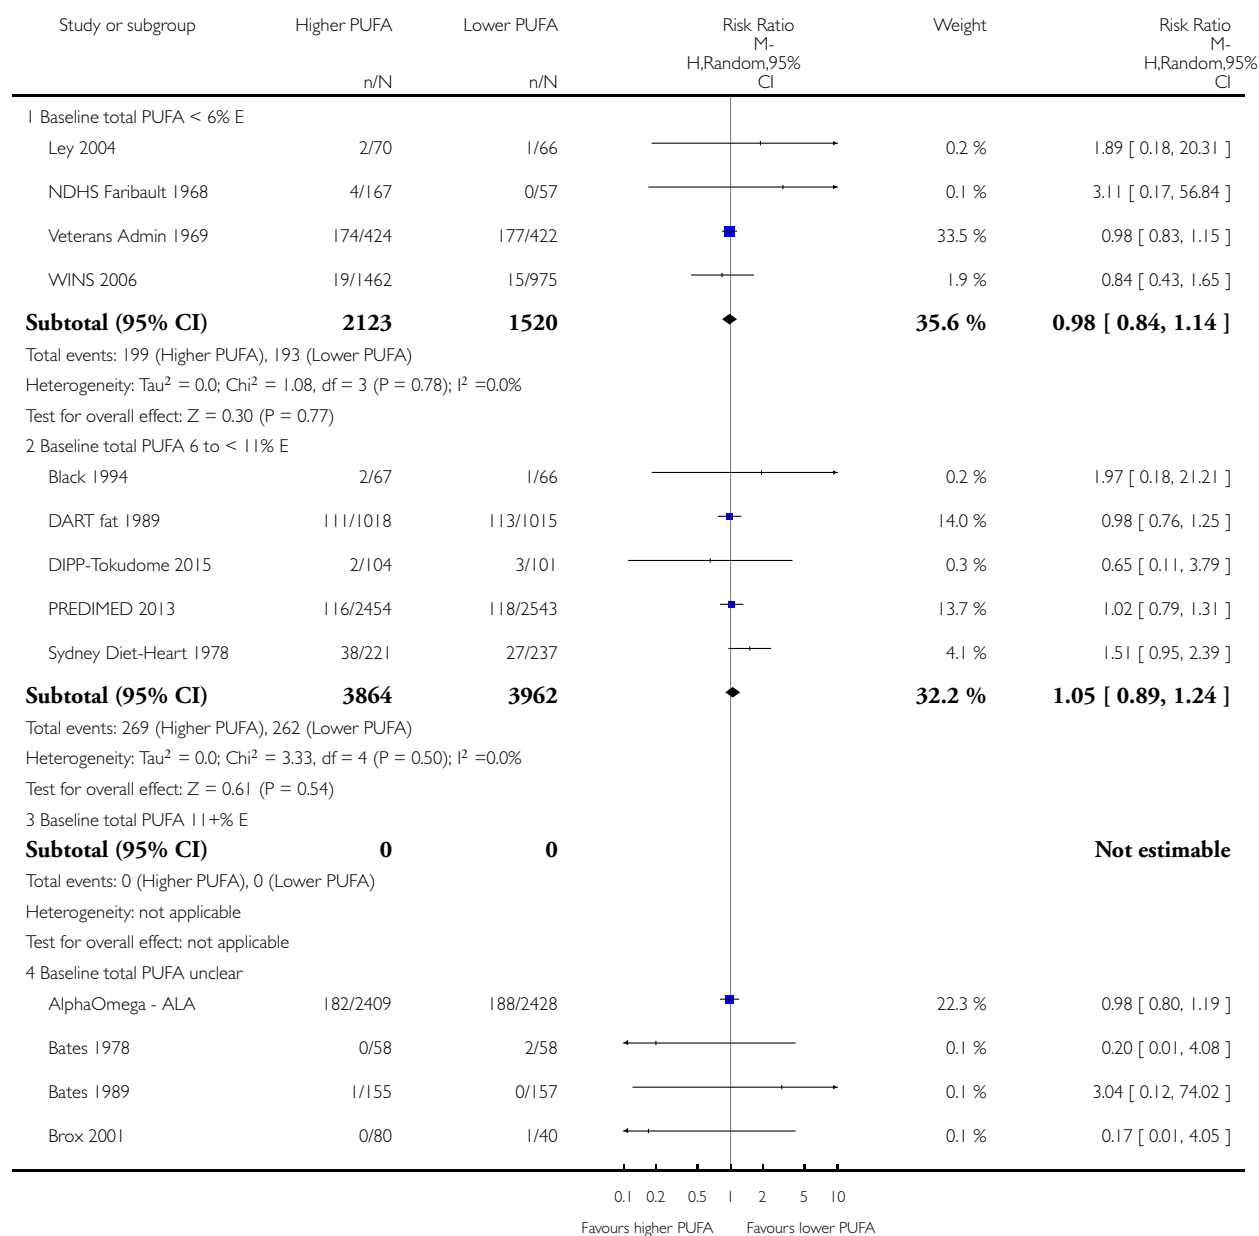 Study or subgroup Higher PUFA Lower PUFA Risk Ratio Weight Risk Ratio
M- M-
H,Random,95% H,Random,95%
n/N n/N CI CI
1 Baseline total PUFA < 6% E
Ley 2004 2/70 1/66 0.2 % 1.89 [ 0.18, 20.31 ]
NDHS Faribault 1968 4/167 0/57 0.1 % 3.11 [ 0.17, 56.84 ]
Veterans Admin 1969 174/424 177/422 33.5 % 0.98 [ 0.83, 1.15 ]
WINS 2006 19/1462 15/975 1.9 % 0.84 [ 0.43, 1.65 ]
Subtotal (95% CI) 2123 1520 35.6 % 0.98 [ 0.84, 1.14 ]
Total events: 199 (Higher PUFA), 193 (Lower PUFA)
Heterogeneity: Tau² = 0.0; Chi² = 1.08, df = 3 (P = 0.78); I² =0.0%
Test for overall effect: Z = 0.30 (P = 0.77)
2 Baseline total PUFA 6 to < 11% E
Black 1994 2/67 1/66 0.2 % 1.97 [ 0.18, 21.21 ]
DART fat 1989 111/1018 113/1015 14.0 % 0.98 [ 0.76, 1.25 ]
DIPP-Tokudome 2015 2/104 3/101 0.3 % 0.65 [ 0.11, 3.79 ]
PREDIMED 2013 116/2454 118/2543 13.7 % 1.02 [ 0.79, 1.31 ]
Sydney Diet-Heart 1978 38/221 27/237 4.1 % 1.51 [ 0.95, 2.39 ]
Subtotal (95% CI) 3864 3962 32.2 % 1.05 [ 0.89, 1.24 ]
Total events: 269 (Higher PUFA), 262 (Lower PUFA)
Heterogeneity: Tau² = 0.0; Chi² = 3.33, df = 4 (P = 0.50); I² =0.0%
Test for overall effect: Z = 0.61 (P = 0.54)
3 Baseline total PUFA 11+% E
Subtotal (95% CI) 0 0 Not estimable
Total events: 0 (Higher PUFA), 0 (Lower PUFA)
Heterogeneity: not applicable
Test for overall effect: not applicable
4 Baseline total PUFA unclear
AlphaOmega - ALA 182/2409 188/2428 22.3 % 0.98 [ 0.80, 1.19 ]
Bates 1978 0/58 2/58 0.1 % 0.20 [ 0.01, 4.08 ]
Bates 1989 1/155 0/157 0.1 % 3.04 [ 0.12, 74.02 ]
Brox 2001 0/80 1/40 0.1 % 0.17 [ 0.01, 4.05 ]
0.1 0.2 0.5 1 2 5 10
Favours higher PUFA Favours lower PUFA